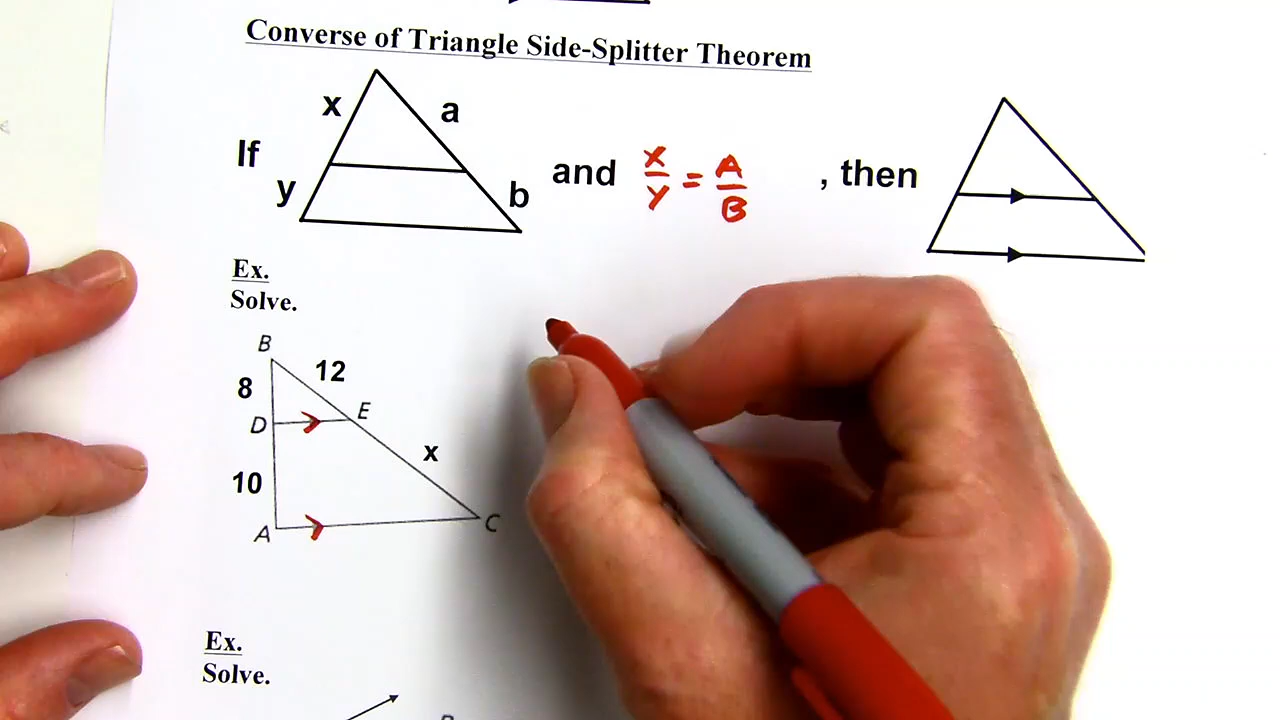 Converse of Triangle Side-Splitter Theorem
x a
If y b and X/Y = A/B , then
Ex.
Solve.
B
8 12
D E
x
10
A C
Ex.
Solve.